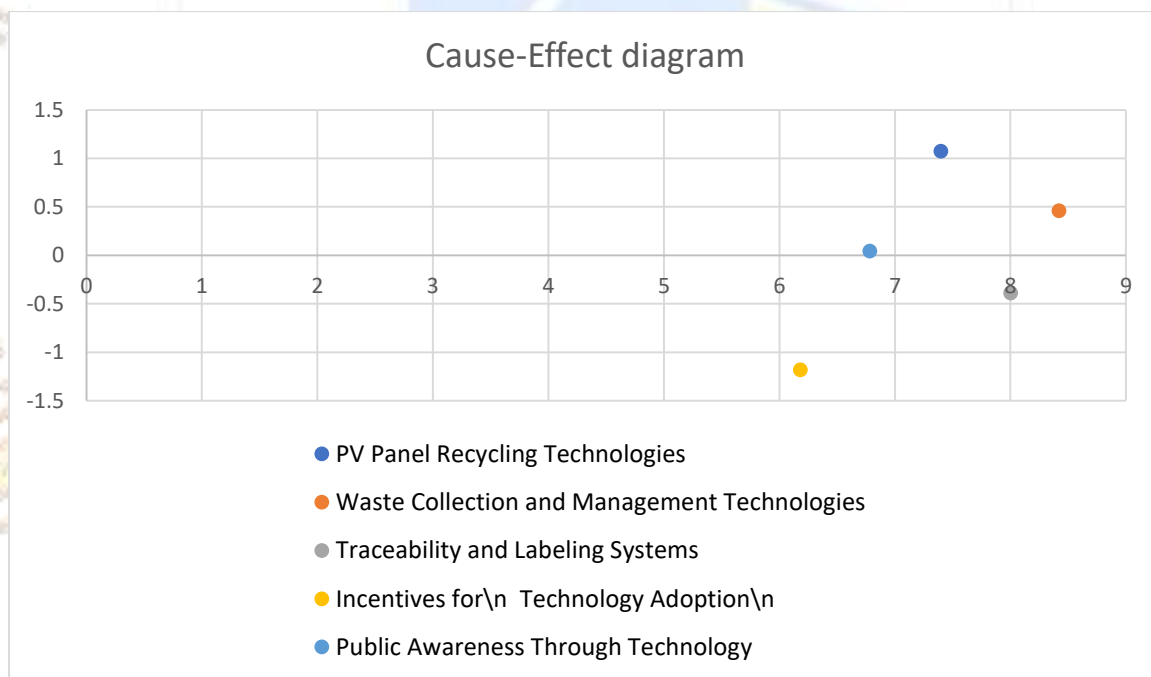 Cause-Effect diagram
1.5
1
0.5
0
0 1 2 3 4 5 6 7 8 9
-0.5
-1
-1.5
PV Panel Recycling Technologies
Waste Collection and Management Technologies
Traceability and Labeling Systems
Incentives for\n Technology Adoption\n
Public Awareness Through Technology